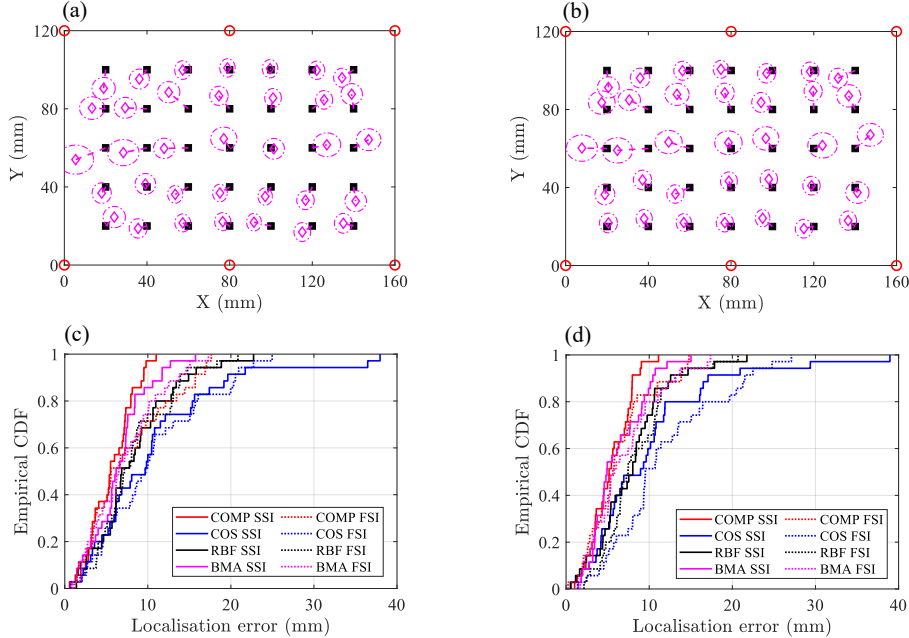 (a)
120
80
40
0
Y (mm)
0
40
80
120
160
X (mm)
(b)
120
80
40
0
Y (mm)
0
40
80
120
160
X (mm)
(c)
1
0.8
0.6
0.4
0.2
0
Empirical CDF
COMP SSI
COMP FSI
COS SSI
COS FSI
RBF SSI
RBF FSI
BMA SSI
BMA FSI
0
10
20
30
40
Localisation error (mm)
(d)
1
0.8
0.6
0.4
0.2
0
Empirical CDF
COMP SSI
COMP FSI
COS SSI
COS FSI
RBF SSI
RBF FSI
BMA SSI
BMA FSI
0
10
20
30
40
Localisation error (mm)